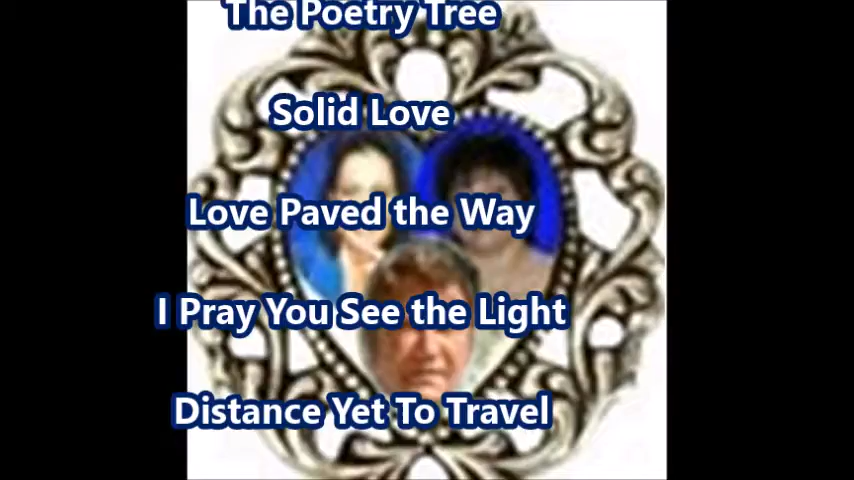 The Poetry Tree
Solid Love
Love Paved the Way
I Pray You See the Light
Distance Yet To Travel